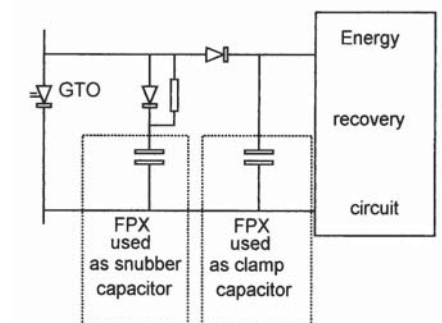 Energy
GTO
recovery
circuit
FPX
used
as snubber
capacitor
FPX
used
as clamp
capacitor